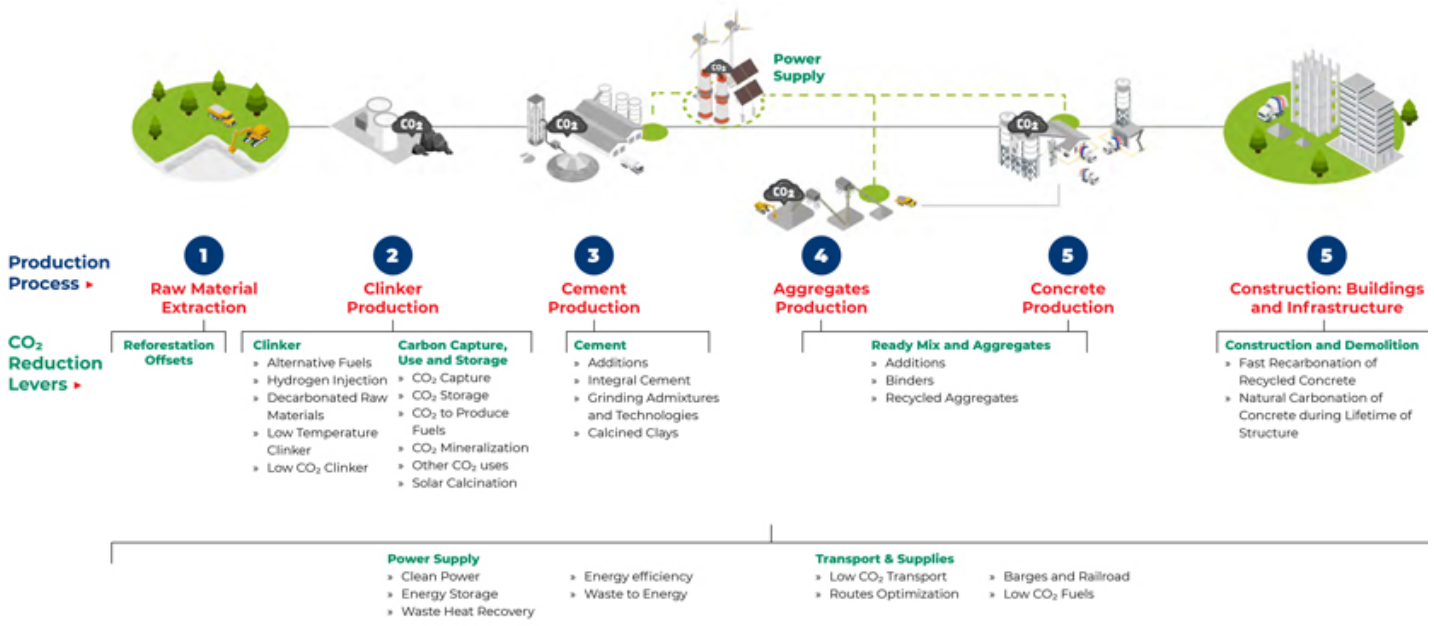 CO₂
Power
Supply
CO₂
CO₂
CO₂
CO₂
Production
Process ▸
1
Raw Material
Extraction
2
Clinker
Production
3
Cement
Production
4
Aggregates
Production
5
Concrete
Production
5
Construction: Buildings
and Infrastructure
CO₂
Reduction
Levers ▸
Reforestation
Offsets
Clinker
» Alternative Fuels
» Hydrogen Injection
» Decarbonated Raw
Materials
» Low Temperature
Clinker
» Low CO₂ Clinker
Carbon Capture,
Use and Storage
» CO₂ Capture
» CO₂ Storage
» CO₂ to Produce
Fuels
» CO₂ Mineralization
» Other CO₂ uses
» Solar Calcination
Cement
» Additions
» Integral Cement
» Grinding Admixtures
and Technologies
» Calcined Clays
Ready Mix and Aggregates
» Additions
» Binders
» Recycled Aggregates
Construction and Demolition
» Fast Recarbonation of
Recycled Concrete
» Natural Carbonation of
Concrete during Lifetime of
Structure
Power Supply
» Clean Power
» Energy Storage
» Waste Heat Recovery
» Energy efficiency
» Waste to Energy
Transport & Supplies
» Low CO₂ Transport
» Routes Optimization
» Barges and Railroad
» Low CO₂ Fuels